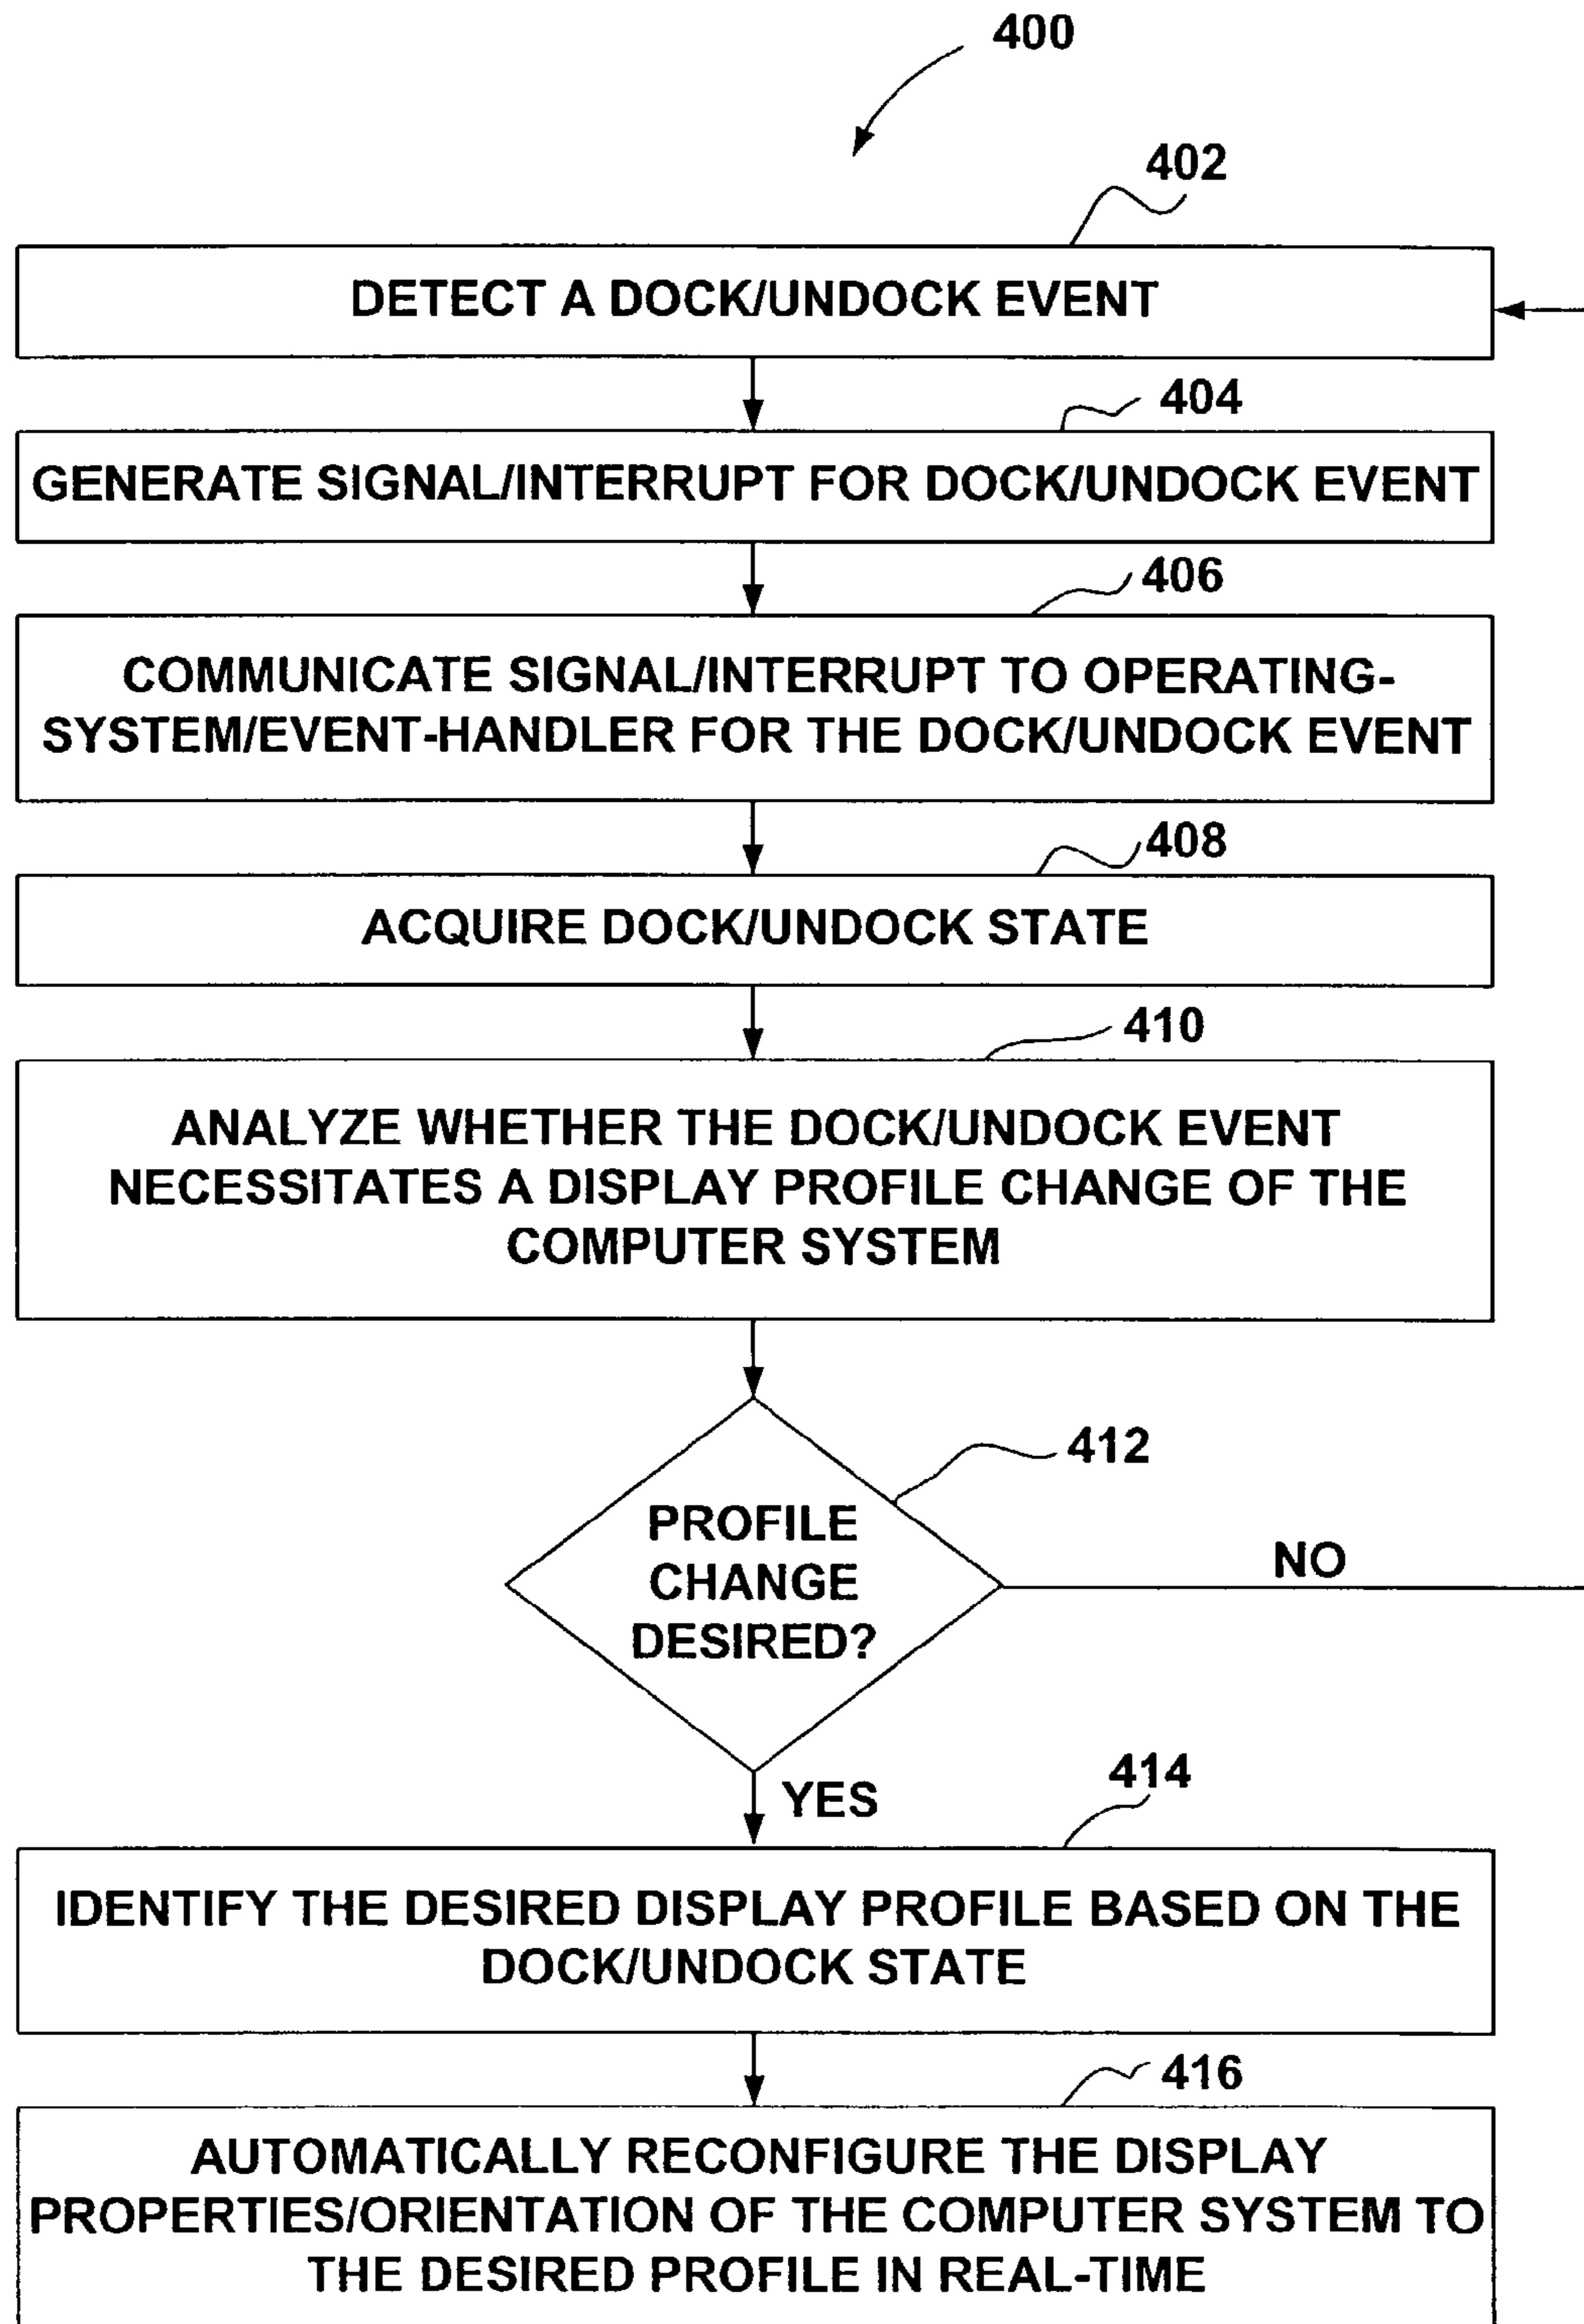 400
402
DETECT A DOCK/UNDOCK EVENT
404
GENERATE SIGNAL/INTERRUPT FOR DOCK/UNDOCK EVENT
406
COMMUNICATE SIGNAL/INTERRUPT TO OPERATING-
SYSTEM/EVENT-HANDLER FOR THE DOCK/UNDOCK EVENT
408
ACQUIRE DOCK/UNDOCK STATE
410
ANALYZE WHETHER THE DOCK/UNDOCK EVENT
NECESSITATES A DISPLAY PROFILE CHANGE OF THE
COMPUTER SYSTEM
412
PROFILE
CHANGE
DESIRED?
NO
YES
414
IDENTIFY THE DESIRED DISPLAY PROFILE BASED ON THE
DOCK/UNDOCK STATE
416
AUTOMATICALLY RECONFIGURE THE DISPLAY
PROPERTIES/ORIENTATION OF THE COMPUTER SYSTEM TO
THE DESIRED PROFILE IN REAL-TIME